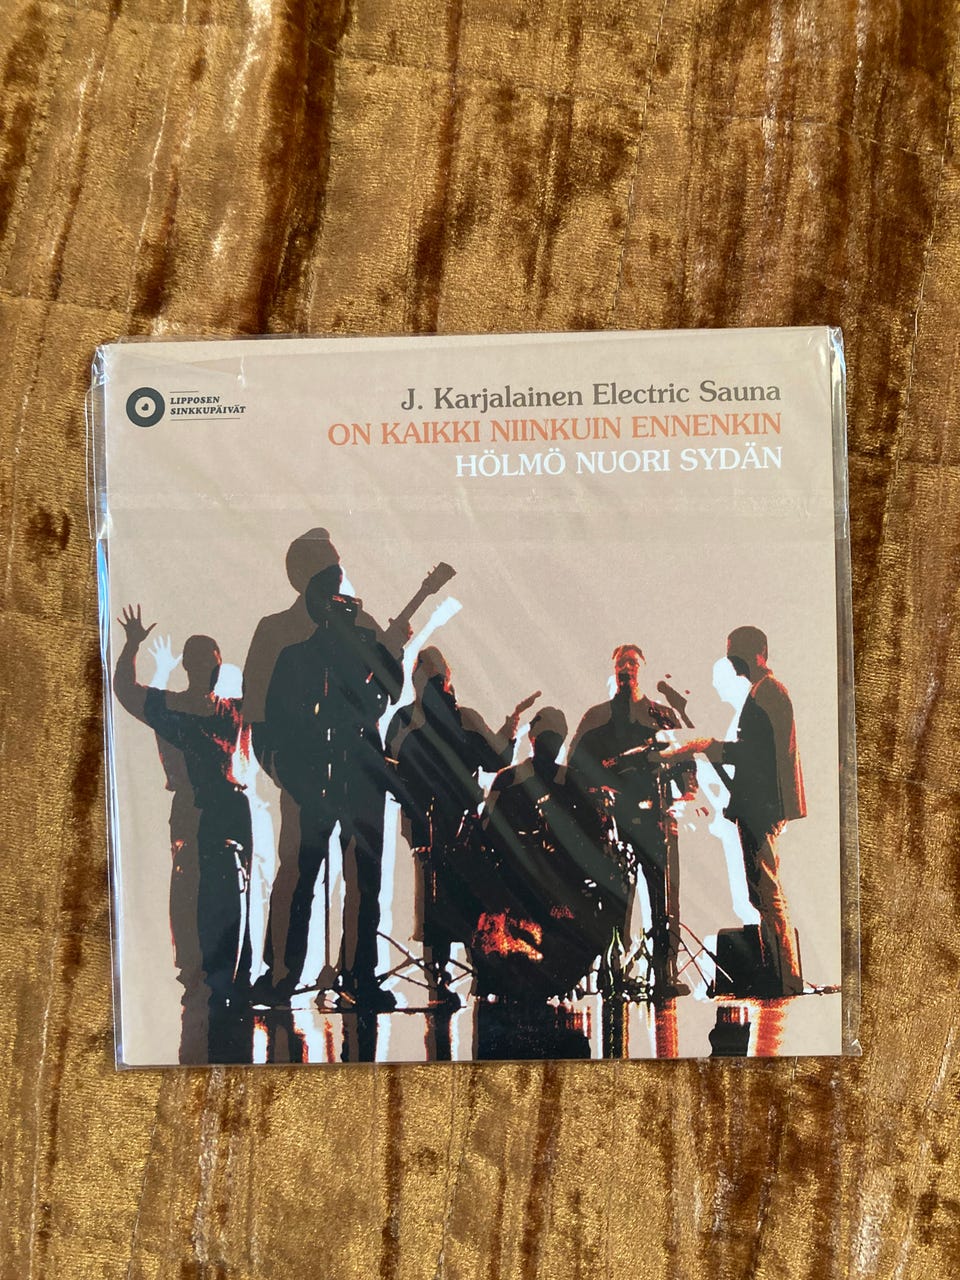 LIPPOSEN
SINKKUPÄIVÄT
J. Karjalainen Electric Sauna
ON KAIKKI NIINKUIN ENNENKIN
HÖLMÖ NUORI SYDÄN